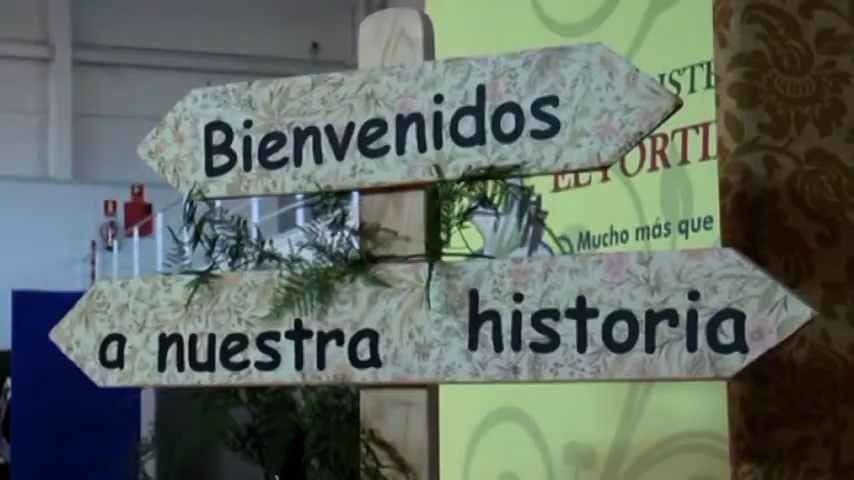 Bienvenidos
a nuestra historia
Mucho más que